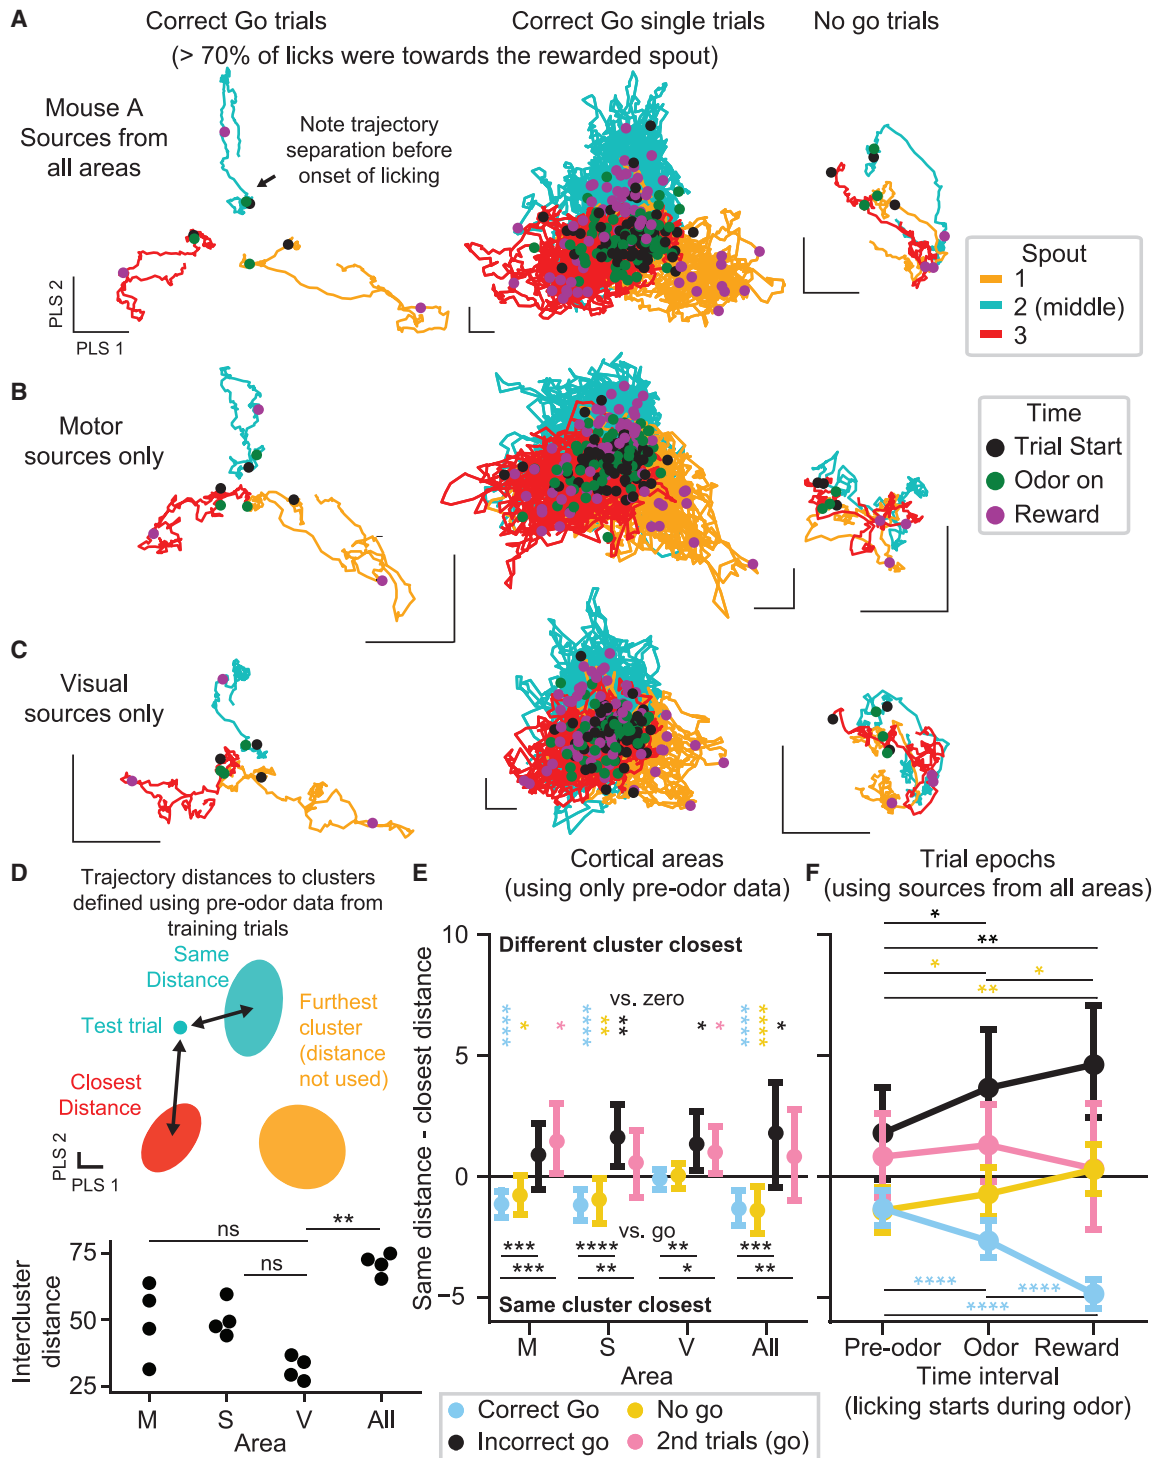 A
Correct Go trials
Correct Go single trials
No go trials
(> 70% of licks were towards the rewarded spout)
Mouse A
Sources from
all areas
Note trajectory
separation before
onset of licking
PLS 2
PLS 1
Spout
1
2 (middle)
3
B
Motor
sources only
Time
Trial Start
Odor on
Reward
C
Visual
sources only
D
Trajectory distances to clusters
defined using pre-odor data from
training trials
Same
Distance
Test trial
Closest
Distance
Furthest
cluster
(distance
not used)
PLS 2
PLS 1
ns
**
ns
75
50
25
Intercluster
distance
M
S
V
All
Area
E
Cortical areas
(using only pre-odor data)
Same distance - closest distance
10
5
0
−5
Different cluster closest
vs. zero
****
*
*
****
**
**
*
*
****
****
*
vs. go
***
****
**
***
***
**
*
**
Same cluster closest
M
S
V
All
Area
F
Trial epochs
(using sources from all areas)
*
**
*
*
**
****
****
****
Pre-odor
Odor
Reward
Time interval
(licking starts during odor)
Correct Go
No go
Incorrect go
2nd trials (go)